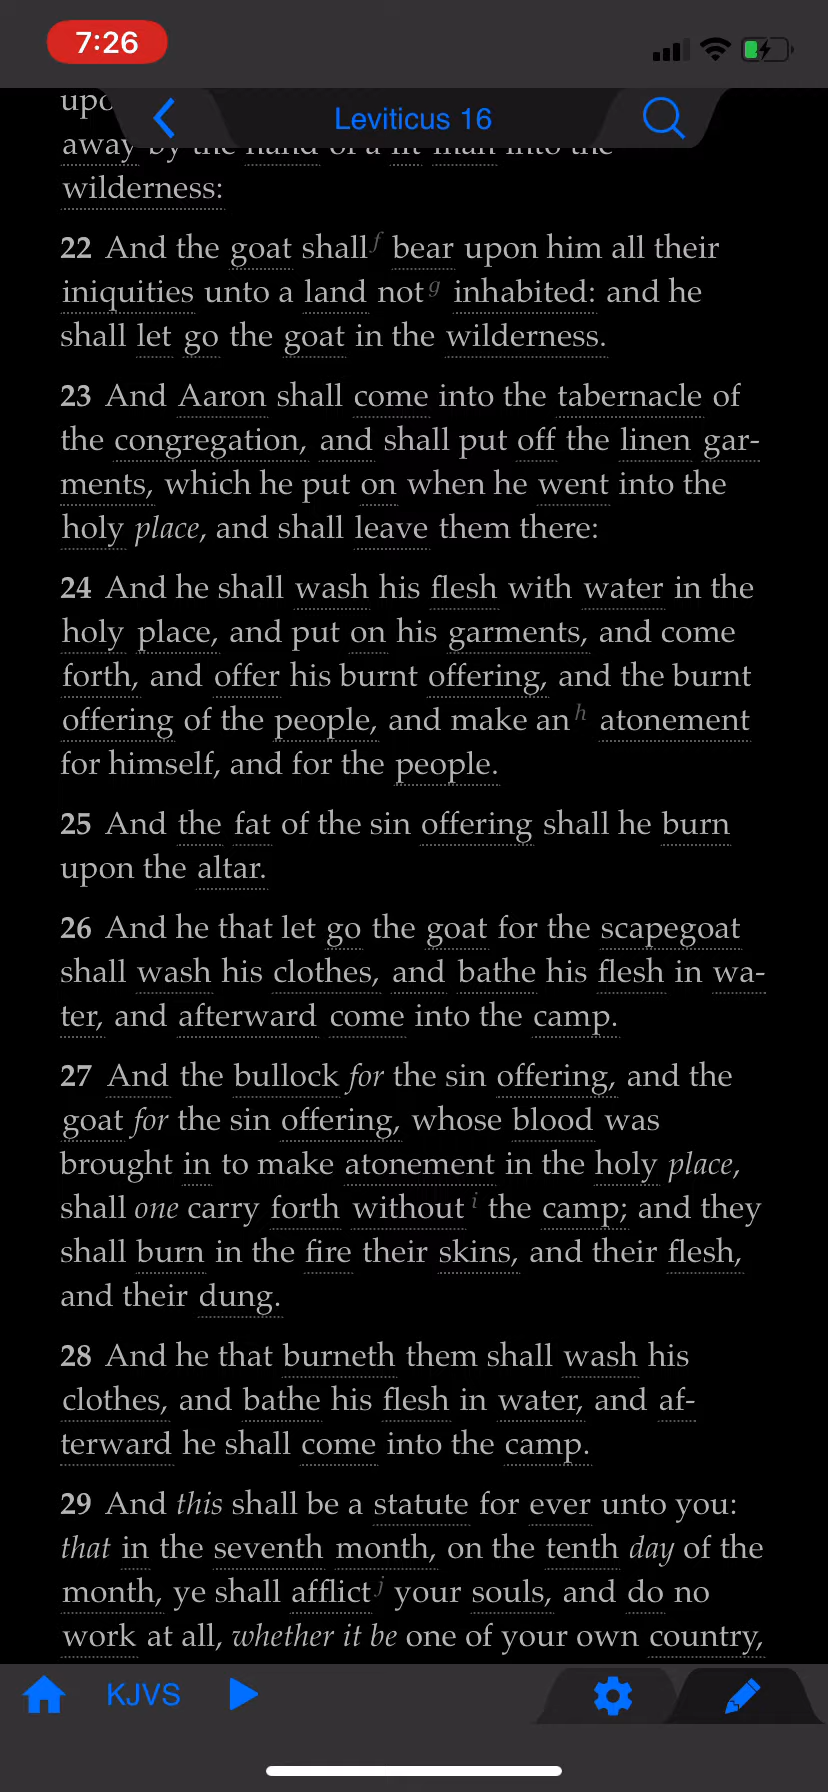 7:26
Leviticus 16
upo
away by the hand of a fit man into the
wilderness:
22 And the goat shall f bear upon him all their
iniquities unto a land not g inhabited: and he
shall let go the goat in the wilderness.
23 And Aaron shall come into the tabernacle of
the congregation, and shall put off the linen gar-
ments, which he put on when he went into the
holy place, and shall leave them there:
24 And he shall wash his flesh with water in the
holy place, and put on his garments, and come
forth, and offer his burnt offering, and the burnt
offering of the people, and make an h atonement
for himself, and for the people.
25 And the fat of the sin offering shall he burn
upon the altar.
26 And he that let go the goat for the scapegoat
shall wash his clothes, and bathe his flesh in wa-
ter, and afterward come into the camp.
27 And the bullock for the sin offering, and the
goat for the sin offering, whose blood was
brought in to make atonement in the holy place,
shall one carry forth without i the camp; and they
shall burn in the fire their skins, and their flesh,
and their dung.
28 And he that burneth them shall wash his
clothes, and bathe his flesh in water, and af-
terward he shall come into the camp.
29 And this shall be a statute for ever unto you:
that in the seventh month, on the tenth day of the
month, ye shall afflict j your souls, and do no
work at all, whether it be one of your own country,
KJVS